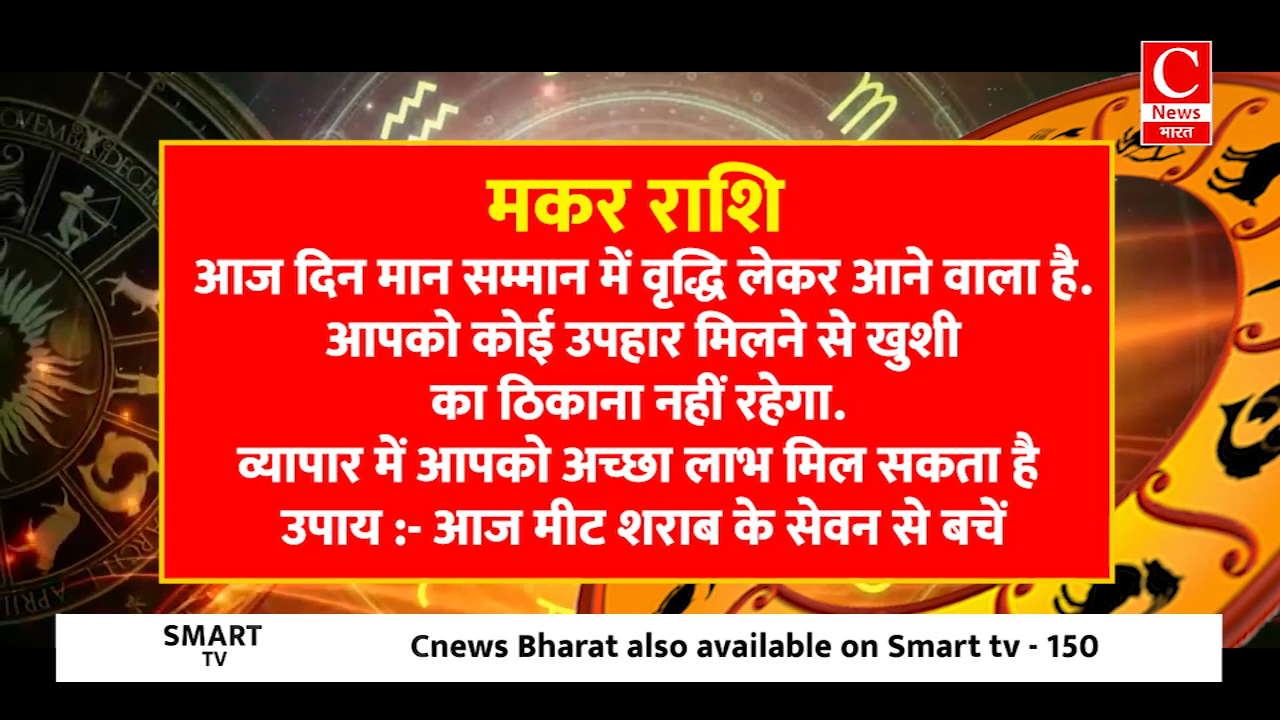 C
News
भारत
मकर राशि
आज दिन मान सम्मान में वृद्धि लेकर आने वाला है.
आपको कोई उपहार मिलने से खुशी
का ठिकाना नहीं रहेगा.
व्यापार में आपको अच्छा लाभ मिल सकता है
उपाय :- आज मीट शराब के सेवन से बचें
SMART
TV
Cnews Bharat also available on Smart tv - 150